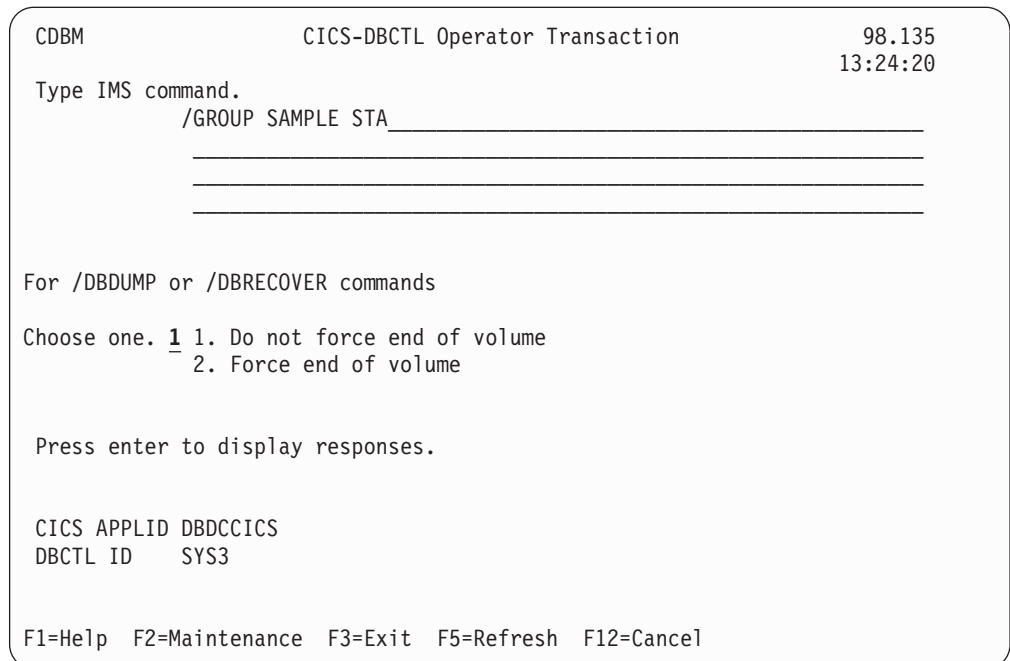 CDBM CICS-DBCTL Operator Transaction 98.135
13:24:20
Type IMS command.
/GROUP SAMPLE STA
For /DBDUMP or /DBRECOVER commands
Choose one. 1 1. Do not force end of volume
2. Force end of volume
Press enter to display responses.
CICS APPLID DBDCCICS
DBCTL ID SYS3
F1=Help F2=Maintenance F3=Exit F5=Refresh F12=Cancel